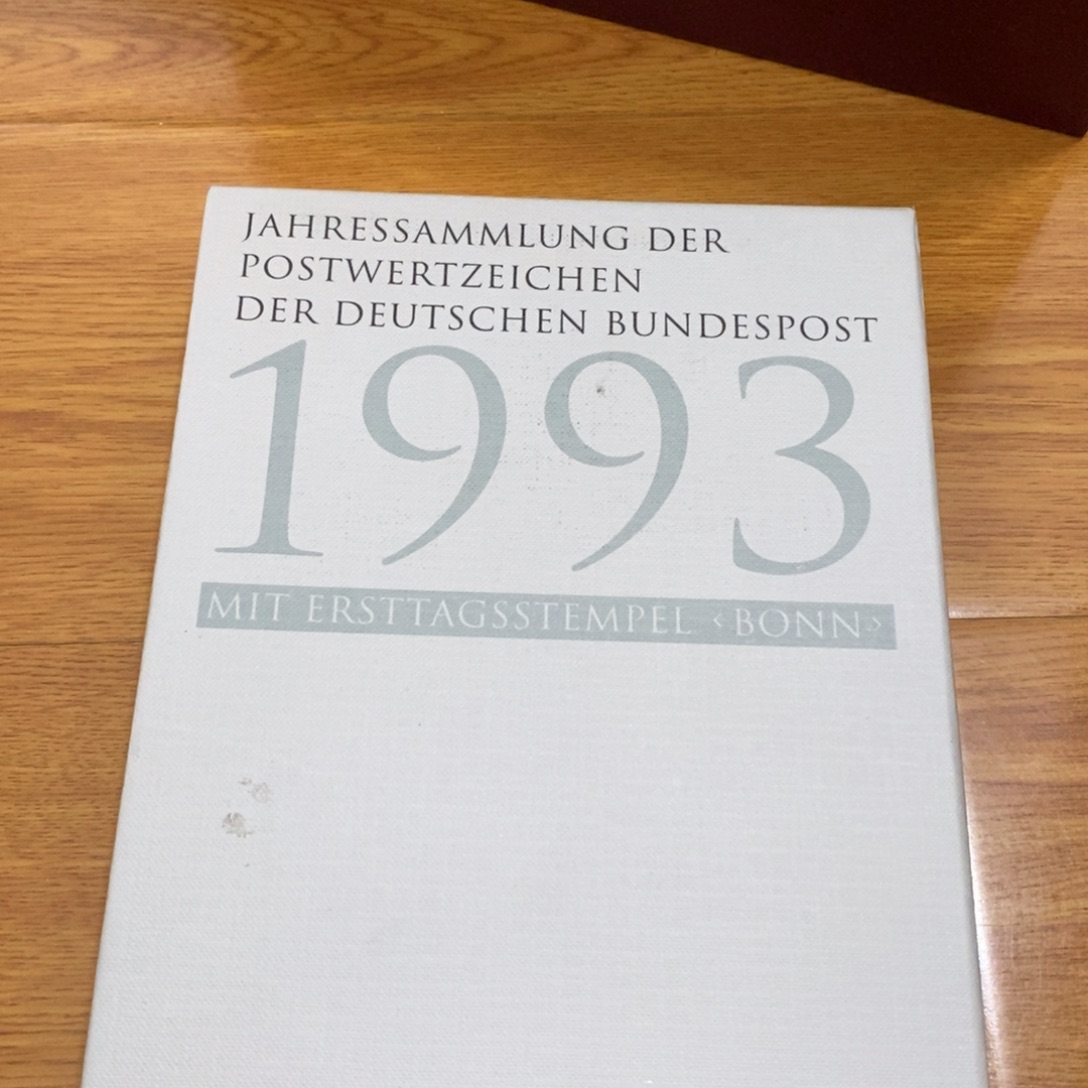 JAHRESSAMMLUNG DER
POSTWERTZEICHEN
DER DEUTSCHEN BUNDESPOST
1993
MIT ERSTTAGSSTEMPEL ‹BONN›